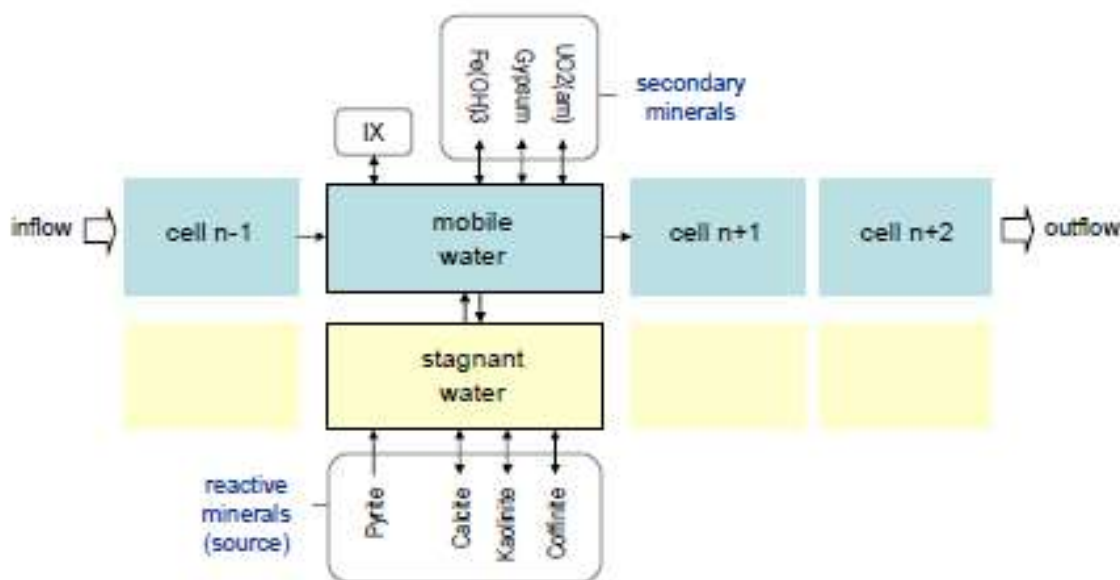 Fe(OH)3
Gypsum
UO2(am)
secondary
minerals
IX
inflow
cell n-1
mobile
water
cell n+1
cell n+2
outflow
stagnant
water
reactive
minerals
(source)
Pyrite
Calcite
Kaolinite
Coffinite